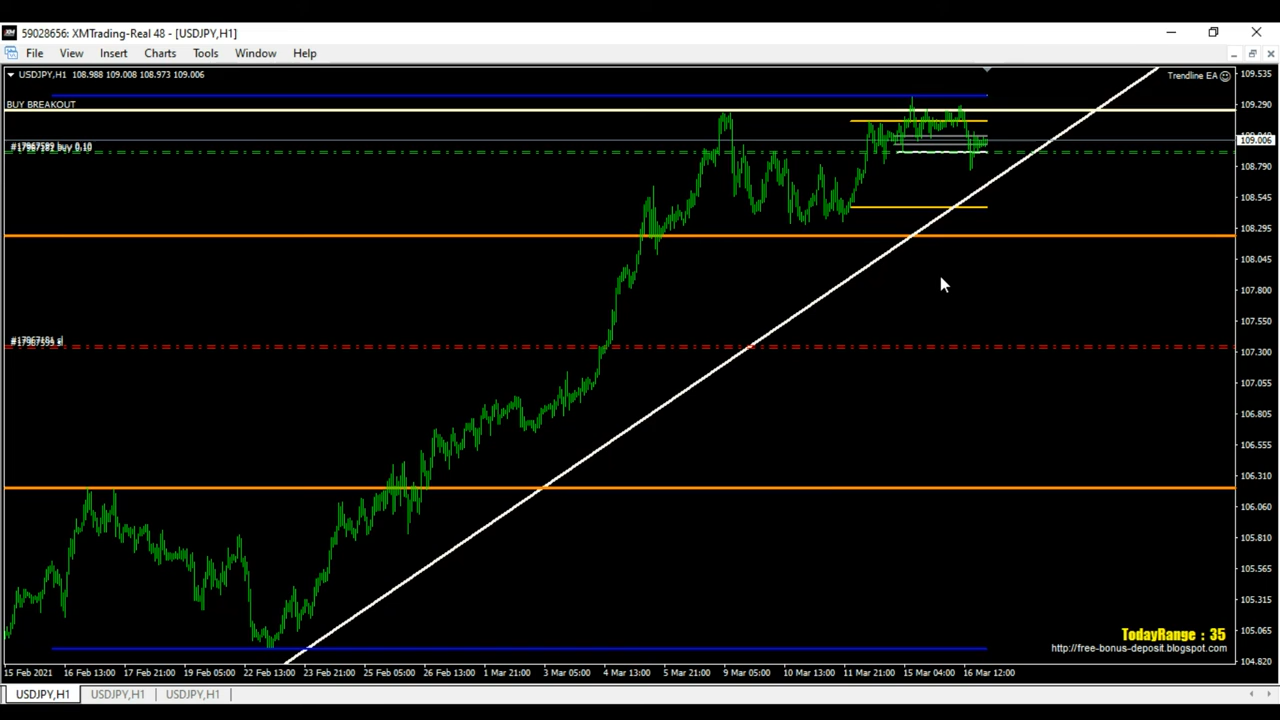 59028656: XMTrading-Real 48 - [USDJPY,H1]
File View Insert Charts Tools Window Help
USDJPY,H1 108.988 109.008 108.973 109.006
Trendline EA
109.535
BUY BREAKOUT
109.290
109.006
buy 0.10
108.790
108.545
108.295
108.045
107.800
107.550
sl
107.300
107.055
106.805
106.555
106.310
106.060
105.810
105.565
105.315
105.065
TodayRange : 35
http://free-bonus-deposit.blogspot.com
104.820
15 Feb 2021 16 Feb 13:00 17 Feb 21:00 19 Feb 05:00 22 Feb 13:00 23 Feb 21:00 25 Feb 05:00 26 Feb 13:00 1 Mar 21:00 3 Mar 05:00 4 Mar 13:00 5 Mar 21:00 9 Mar 05:00 10 Mar 13:00 11 Mar 21:00 15 Mar 04:00 16 Mar 12:00
USDJPY,H1 USDJPY,H1 USDJPY,H1